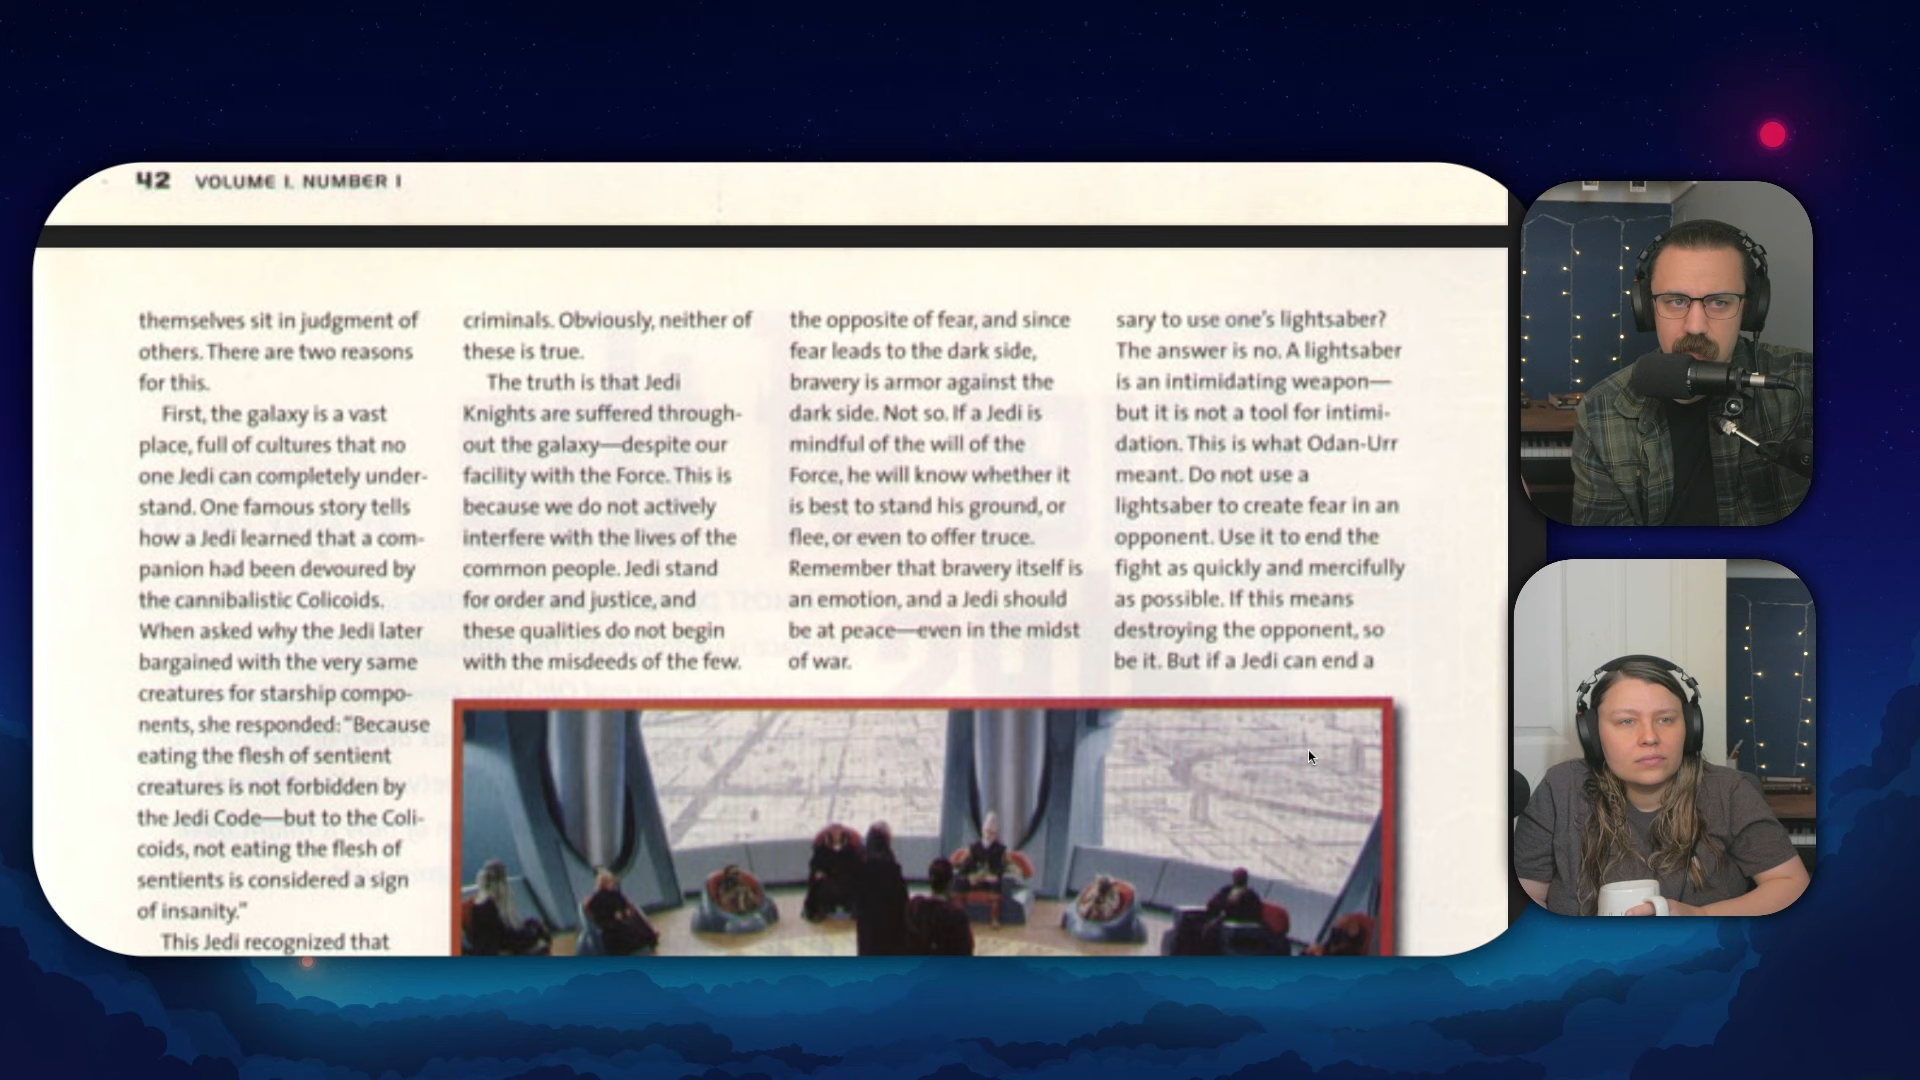 42 VOLUME I. NUMBER I
themselves sit in judgment of
others. There are two reasons
for this.
First, the galaxy is a vast
place, full of cultures that no
one Jedi can completely under-
stand. One famous story tells
how a Jedi learned that a com-
panion had been devoured by
the cannibalistic Colicoids.
When asked why the Jedi later
bargained with the very same
creatures for starship compo-
nents, she responded: "Because
eating the flesh of sentient
creatures is not forbidden by
the Jedi Code—but to the Coli-
coids, not eating the flesh of
sentients is considered a sign
of insanity."
This Jedi recognized that
criminals. Obviously, neither of
these is true.
The truth is that Jedi
Knights are suffered through-
out the galaxy—despite our
facility with the Force. This is
because we do not actively
interfere with the lives of the
common people. Jedi stand
for order and justice, and
these qualities do not begin
with the misdeeds of the few.
the opposite of fear, and since
fear leads to the dark side,
bravery is armor against the
dark side. Not so. If a Jedi is
mindful of the will of the
Force, he will know whether it
is best to stand his ground, or
flee, or even to offer truce.
Remember that bravery itself is
an emotion, and a Jedi should
be at peace—even in the midst
of war.
sary to use one's lightsaber?
The answer is no. A lightsaber
is an intimidating weapon—
but it is not a tool for intimi-
dation. This is what Odan-Urr
meant. Do not use a
lightsaber to create fear in an
opponent. Use it to end the
fight as quickly and mercifully
as possible. If this means
destroying the opponent, so
be it. But if a Jedi can end a